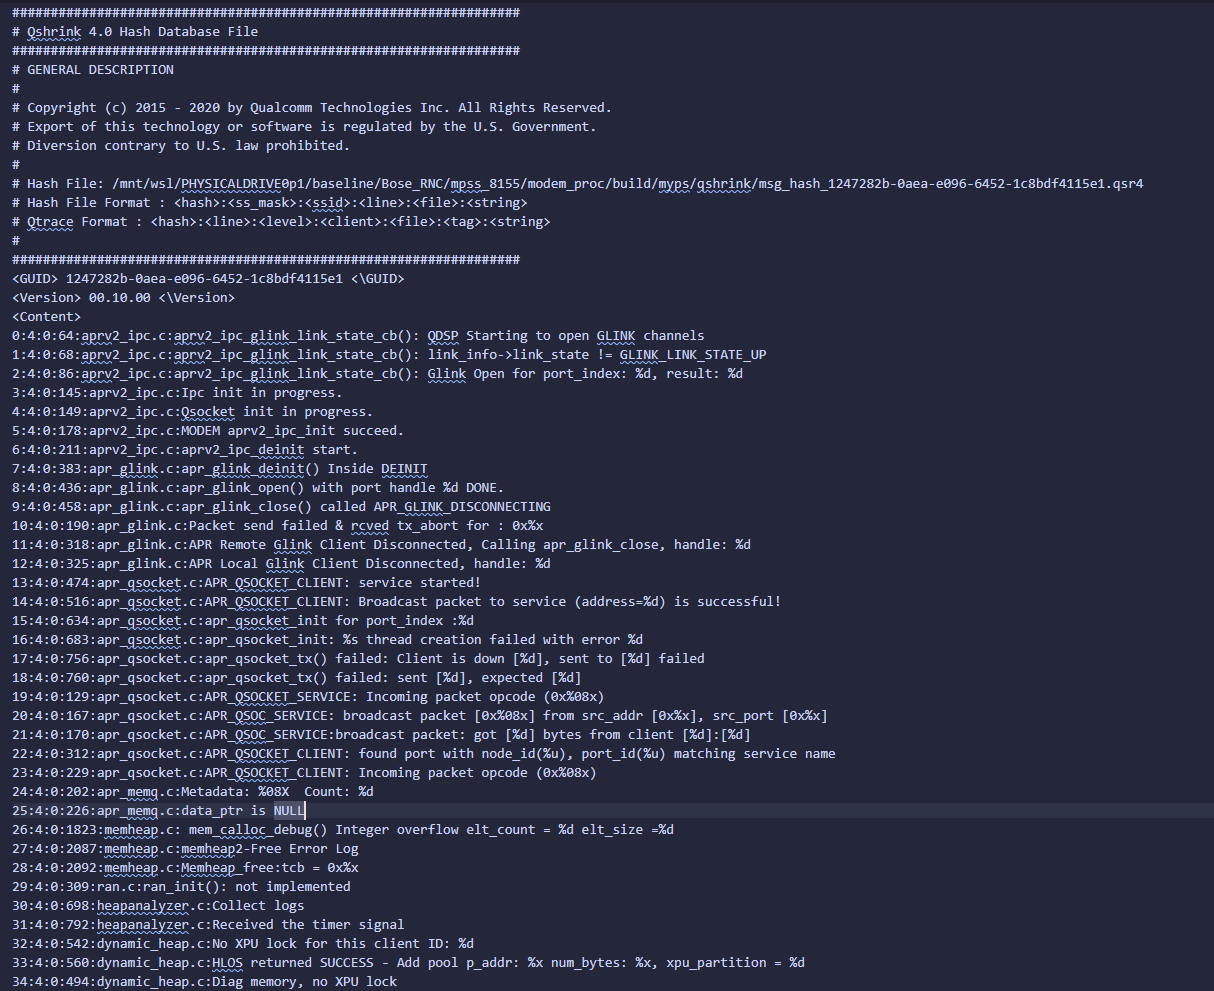 ##################################################################
# Qshrink 4.0 Hash Database File
##################################################################
# GENERAL DESCRIPTION
#
# Copyright (c) 2015 - 2020 by Qualcomm Technologies Inc. All Rights Reserved.
# Export of this technology or software is regulated by the U.S. Government.
# Diversion contrary to U.S. law prohibited.
#
# Hash File: /mnt/wsl/PHYSICALDRIVE0p1/baseline/Bose_RNC/mpss_8155/modem_proc/build/myps/qshrink/msg_hash_1247282b-0aea-e096-6452-1c8bdf4115e1.qsr4
# Hash File Format : <hash>:<ss_mask>:<ssid>:<line>:<file>:<string>
# Qtrace Format : <hash>:<line>:<level>:<client>:<file>:<tag>:<string>
#
##################################################################
<GUID> 1247282b-0aea-e096-6452-1c8bdf4115e1 <\GUID>
<Version> 00.10.00 <\Version>
<Content>
0:4:0:64:aprv2_ipc.c:aprv2_ipc_glink_link_state_cb(): QDSP Starting to open GLINK channels
1:4:0:68:aprv2_ipc.c:aprv2_ipc_glink_link_state_cb(): link_info->link_state != GLINK_LINK_STATE_UP
2:4:0:86:aprv2_ipc.c:aprv2_ipc_glink_link_state_cb(): Glink Open for port_index: %d, result: %d
3:4:0:145:aprv2_ipc.c:Ipc init in progress.
4:4:0:149:aprv2_ipc.c:Qsocket init in progress.
5:4:0:178:aprv2_ipc.c:MODEM aprv2_ipc_init succeed.
6:4:0:211:aprv2_ipc.c:aprv2_ipc_deinit start.
7:4:0:383:apr_glink.c:apr_glink_deinit() Inside DEINIT
8:4:0:436:apr_glink.c:apr_glink_open() with port handle %d DONE.
9:4:0:458:apr_glink.c:apr_glink_close() called APR_GLINK_DISCONNECTING
10:4:0:190:apr_glink.c:Packet send failed & rcved tx_abort for : 0x%x
11:4:0:318:apr_glink.c:APR Remote Glink Client Disconnected, Calling apr_glink_close, handle: %d
12:4:0:325:apr_glink.c:APR Local Glink Client Disconnected, handle: %d
13:4:0:474:apr_qsocket.c:APR_QSOCKET_CLIENT: service started!
14:4:0:516:apr_qsocket.c:APR_QSOCKET_CLIENT: Broadcast packet to service (address=%d) is successful!
15:4:0:634:apr_qsocket.c:apr_qsocket_init for port_index :%d
16:4:0:683:apr_qsocket.c:apr_qsocket_init: %s thread creation failed with error %d
17:4:0:756:apr_qsocket.c:apr_qsocket_tx() failed: Client is down [%d], sent to [%d] failed
18:4:0:760:apr_qsocket.c:apr_qsocket_tx() failed: sent [%d], expected [%d]
19:4:0:129:apr_qsocket.c:APR_QSOCKET_SERVICE: Incoming packet opcode (0x%08x)
20:4:0:167:apr_qsocket.c:APR_QSOC_SERVICE: broadcast packet [0x%08x] from src_addr [0x%x], src_port [0x%x]
21:4:0:170:apr_qsocket.c:APR_QSOC_SERVICE:broadcast packet: got [%d] bytes from client [%d]:[%d]
22:4:0:312:apr_qsocket.c:APR_QSOCKET_CLIENT: found port with node_id(%u), port_id(%u) matching service name
23:4:0:229:apr_qsocket.c:APR_QSOCKET_CLIENT: Incoming packet opcode (0x%08x)
24:4:0:202:apr_memq.c:Metadata: %08X  Count: %d
25:4:0:226:apr_memq.c:data_ptr is NULL
26:4:0:1823:memheap.c: mem_calloc_debug() Integer overflow elt_count = %d elt_size =%d
27:4:0:2087:memheap.c:memheap2-Free Error Log
28:4:0:2092:memheap.c:Memheap_free:tcb = 0x%x
29:4:0:309:ran.c:ran_init(): not implemented
30:4:0:698:heapanalyzer.c:Collect logs
31:4:0:792:heapanalyzer.c:Received the timer signal
32:4:0:542:dynamic_heap.c:No XPU lock for this client ID: %d
33:4:0:560:dynamic_heap.c:HLOS returned SUCCESS - Add pool p_addr: %x num_bytes: %x, xpu_partition = %d
34:4:0:494:dynamic_heap.c:Diag memory, no XPU lock